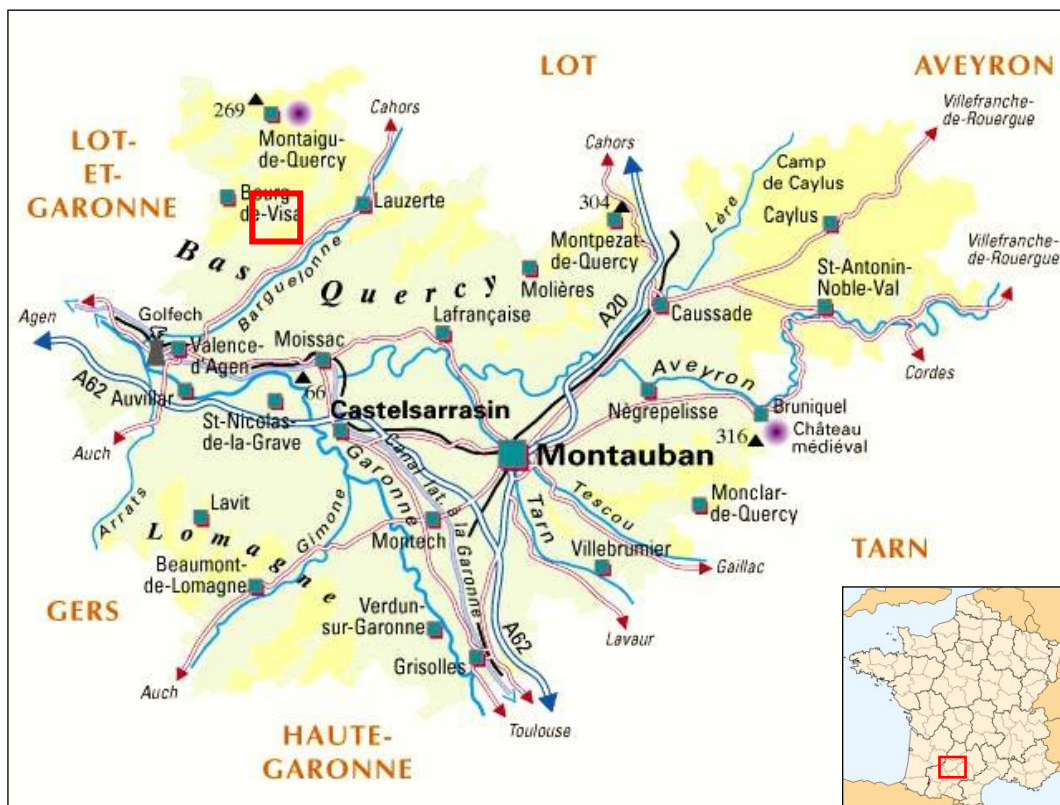 LOT
AVEYRON
Villefranche-
de-Rouergue
269
Montaigu-
de-Quercy
Cahors
Cahors
LOT-
ET-
GARONNE
Camp
de Caylus
Caylus
Bourg-
de-Visa
Lauzerte
304
Montpezat-
de-Quercy
Lère
Villefranche-
de-Rouergue
St-Antonin-
Noble-Val
Bas
Quercy
Barguelonne
Molières
A20
Caussade
Lafrançaise
Agen
Golfech
Valence-
d'Agen
Moissac
Cordes
A62
Auvillar
66
St-Nicolas-
de-la-Grave
Castelsarrasin
Aveyron
Nègrepelisse
Bruniquel
316
Château
médiéval
Auch
Montauban
Garonne
Canal lat. à la Garonne
Arrats
Lavit
Lomagne
Gimone
Montech
Tarn
Tescou
Monclar-
de-Quercy
Beaumont-
de-Lomagne
Villebrumier
Gaillac
TARN
GERS
Verdun-
sur-Garonne
A62
Lavaur
Grisolles
Auch
Toulouse
HAUTE-
GARONNE